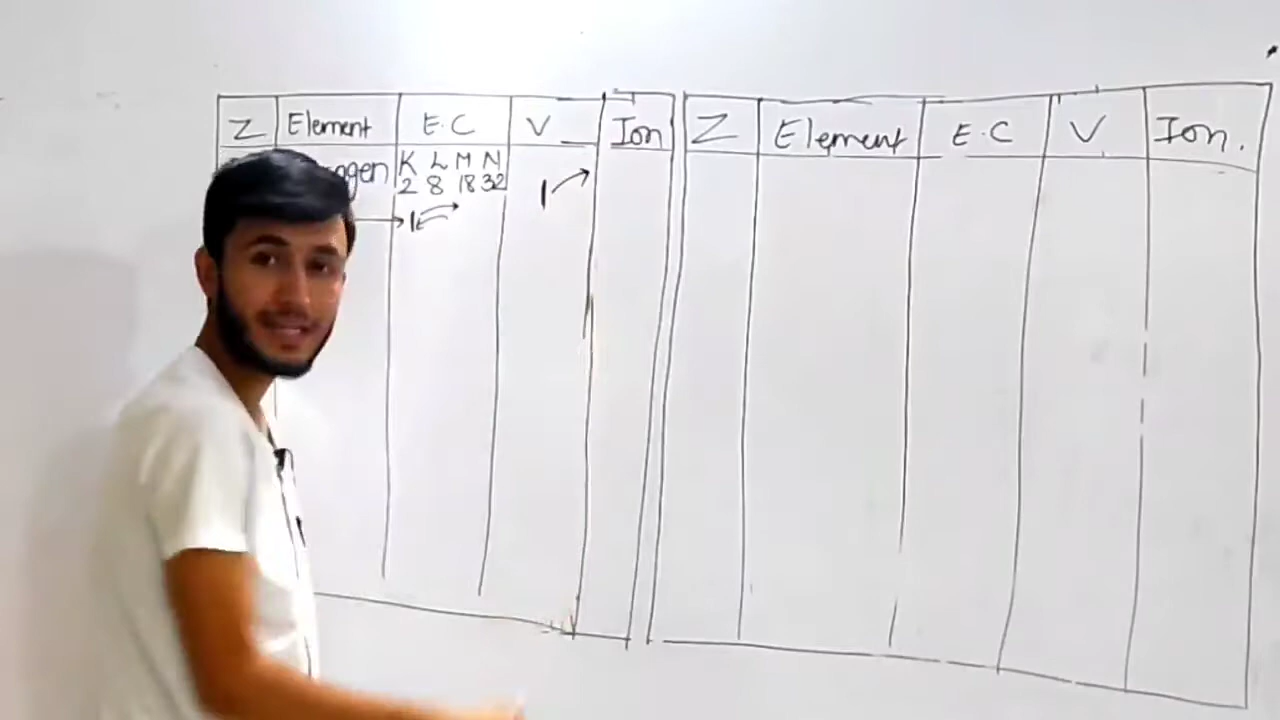 Z Element E.C V Ion Z Element E.C V Ion.
K L M N
2 8 18 32 1
1